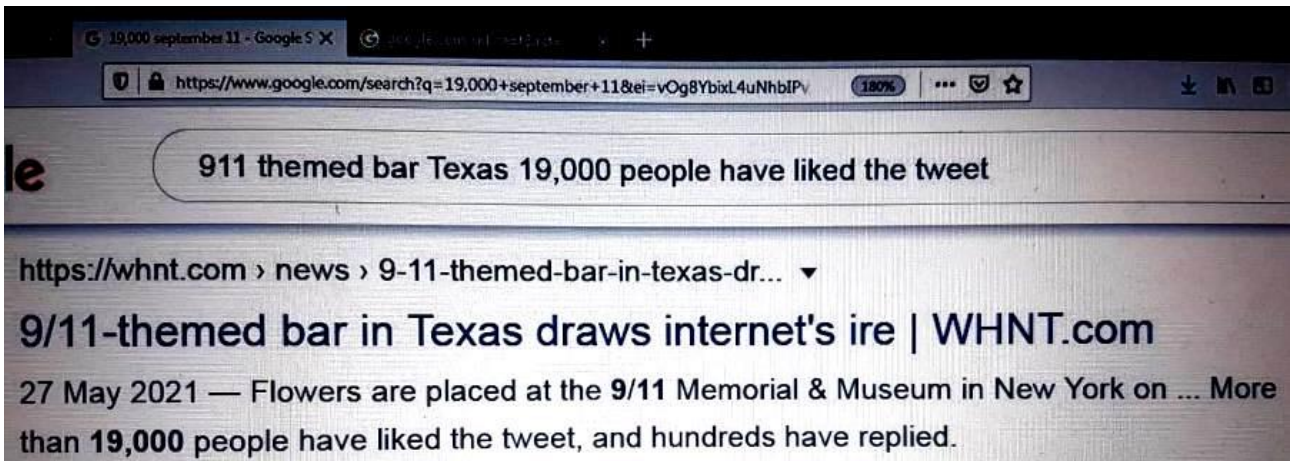 19,000 september 11 - Google S
https://www.google.com/search?q=19,000+september+11&ei=vOg8YbixL4uNhbIPv
180%
le
911 themed bar Texas 19,000 people have liked the tweet
https://whnt.com › news › 9-11-themed-bar-in-texas-dr...
9/11-themed bar in Texas draws internet's ire | WHNT.com
27 May 2021 — Flowers are placed at the 9/11 Memorial & Museum in New York on ... More
than 19,000 people have liked the tweet, and hundreds have replied.